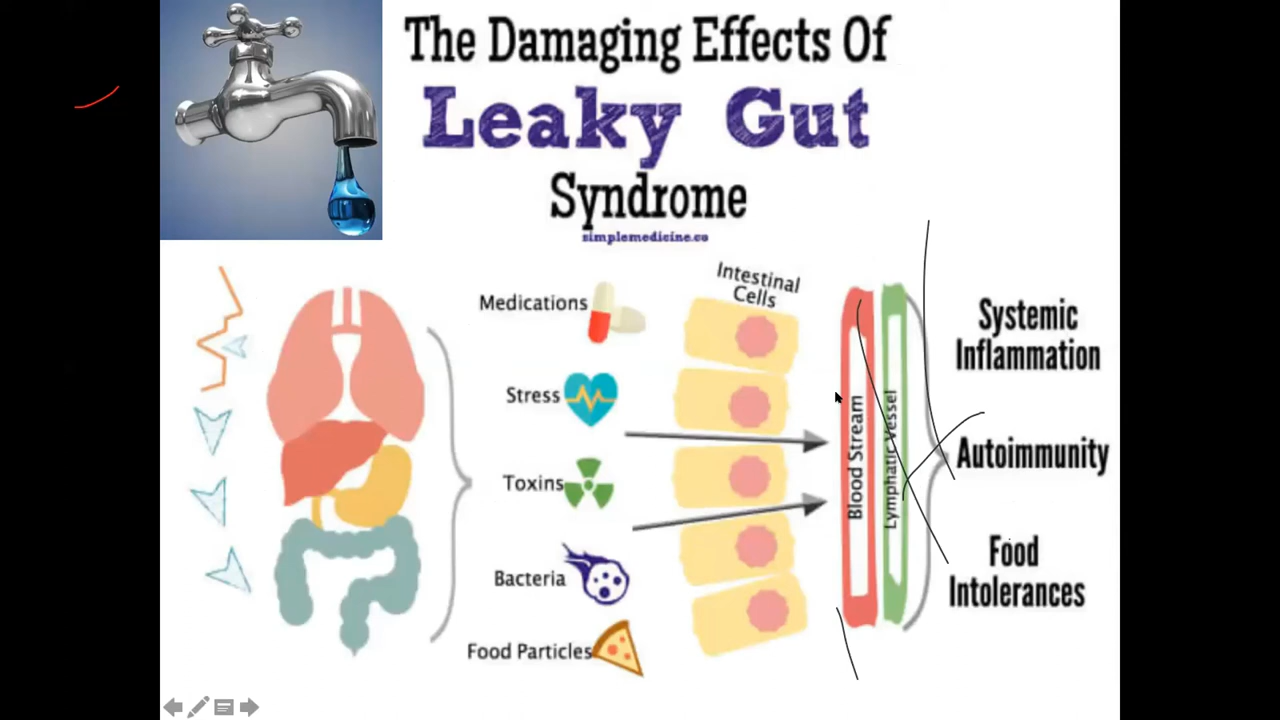 The Damaging Effects Of
Leaky Gut
Syndrome
simplemedicine.co
Medications
Stress
Toxins
Bacteria
Food Particles
Intestinal
Cells
Blood Stream
Lymphatic Vessel
Systemic
Inflammation
Autoimmunity
Food
Intolerances